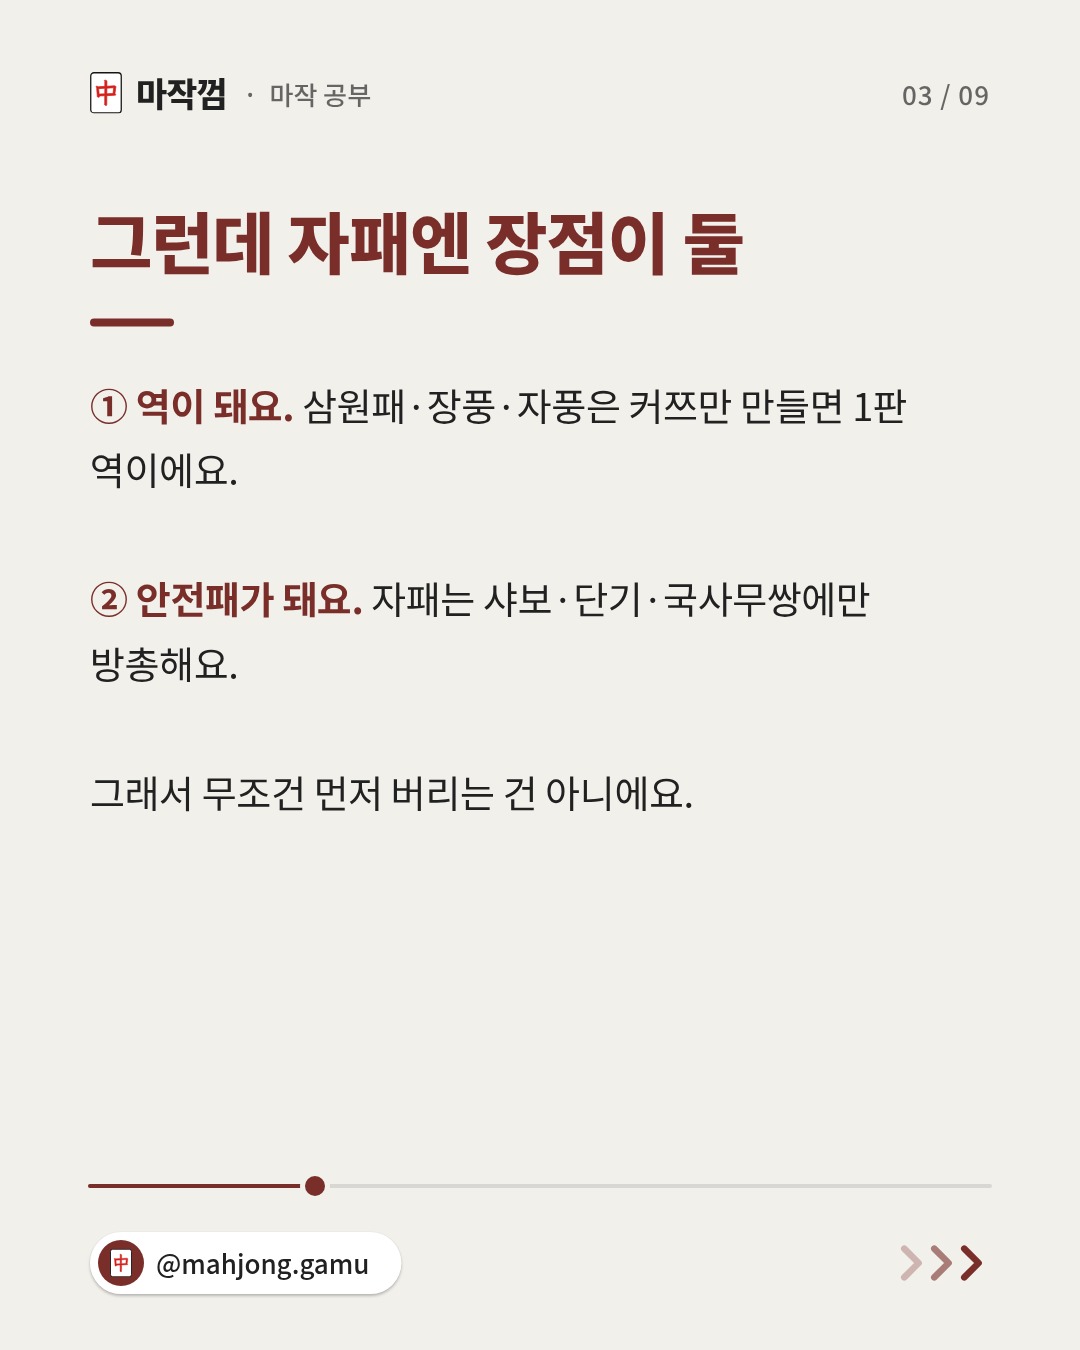 中 마작껌 · 마작 공부
03 / 09
그런데 자패엔 장점이 둘
① 역이 돼요. 삼원패·장풍·자풍은 커쯔만 만들면 1판
역이에요.
② 안전패가 돼요. 자패는 샤보·단기·국사무쌍에만
방총해요.
그래서 무조건 먼저 버리는 건 아니에요.
中 @mahjong.gamu